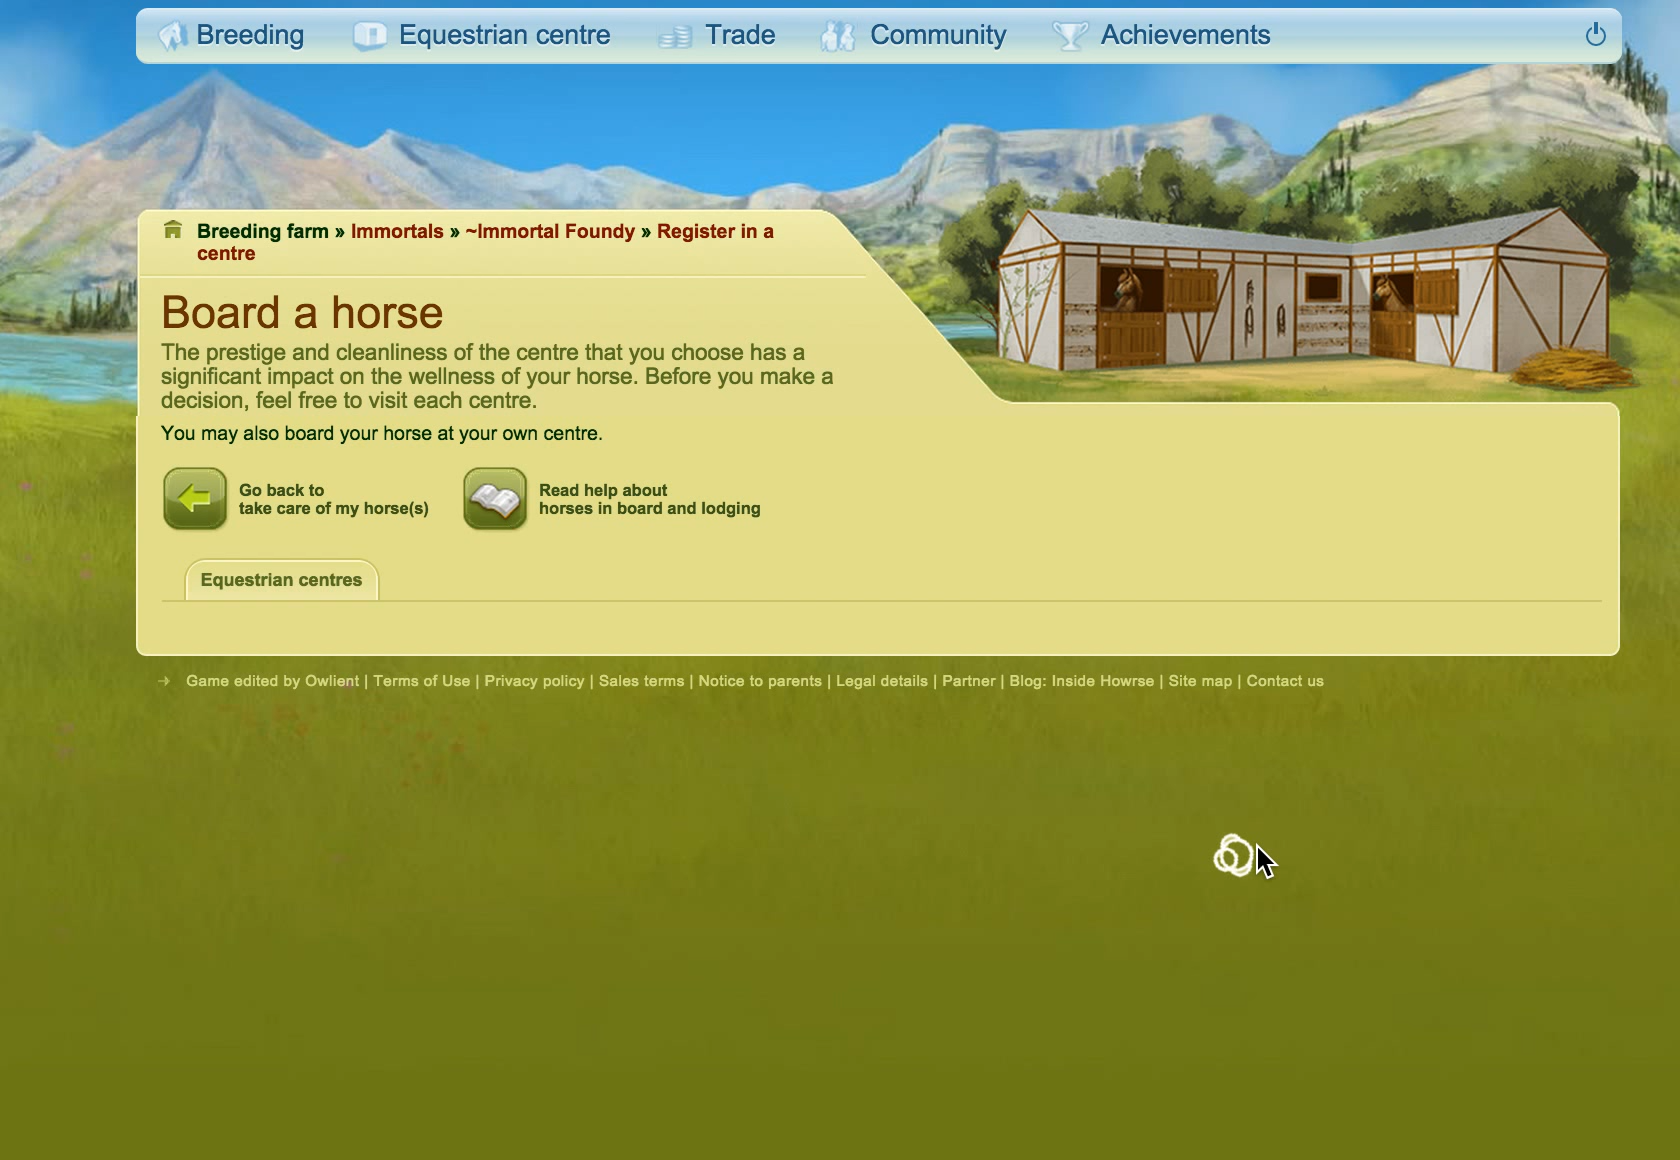 Breeding Equestrian centre Trade Community Achievements
Breeding farm » Immortals » ~Immortal Foundy » Register in a
centre
Board a horse
The prestige and cleanliness of the centre that you choose has a
significant impact on the wellness of your horse. Before you make a
decision, feel free to visit each centre.
You may also board your horse at your own centre.
Go back to
take care of my horse(s)
Read help about
horses in board and lodging
Equestrian centres
Game edited by Owlient | Terms of Use | Privacy policy | Sales terms | Notice to parents | Legal details | Partner | Blog: Inside Howrse | Site map | Contact us